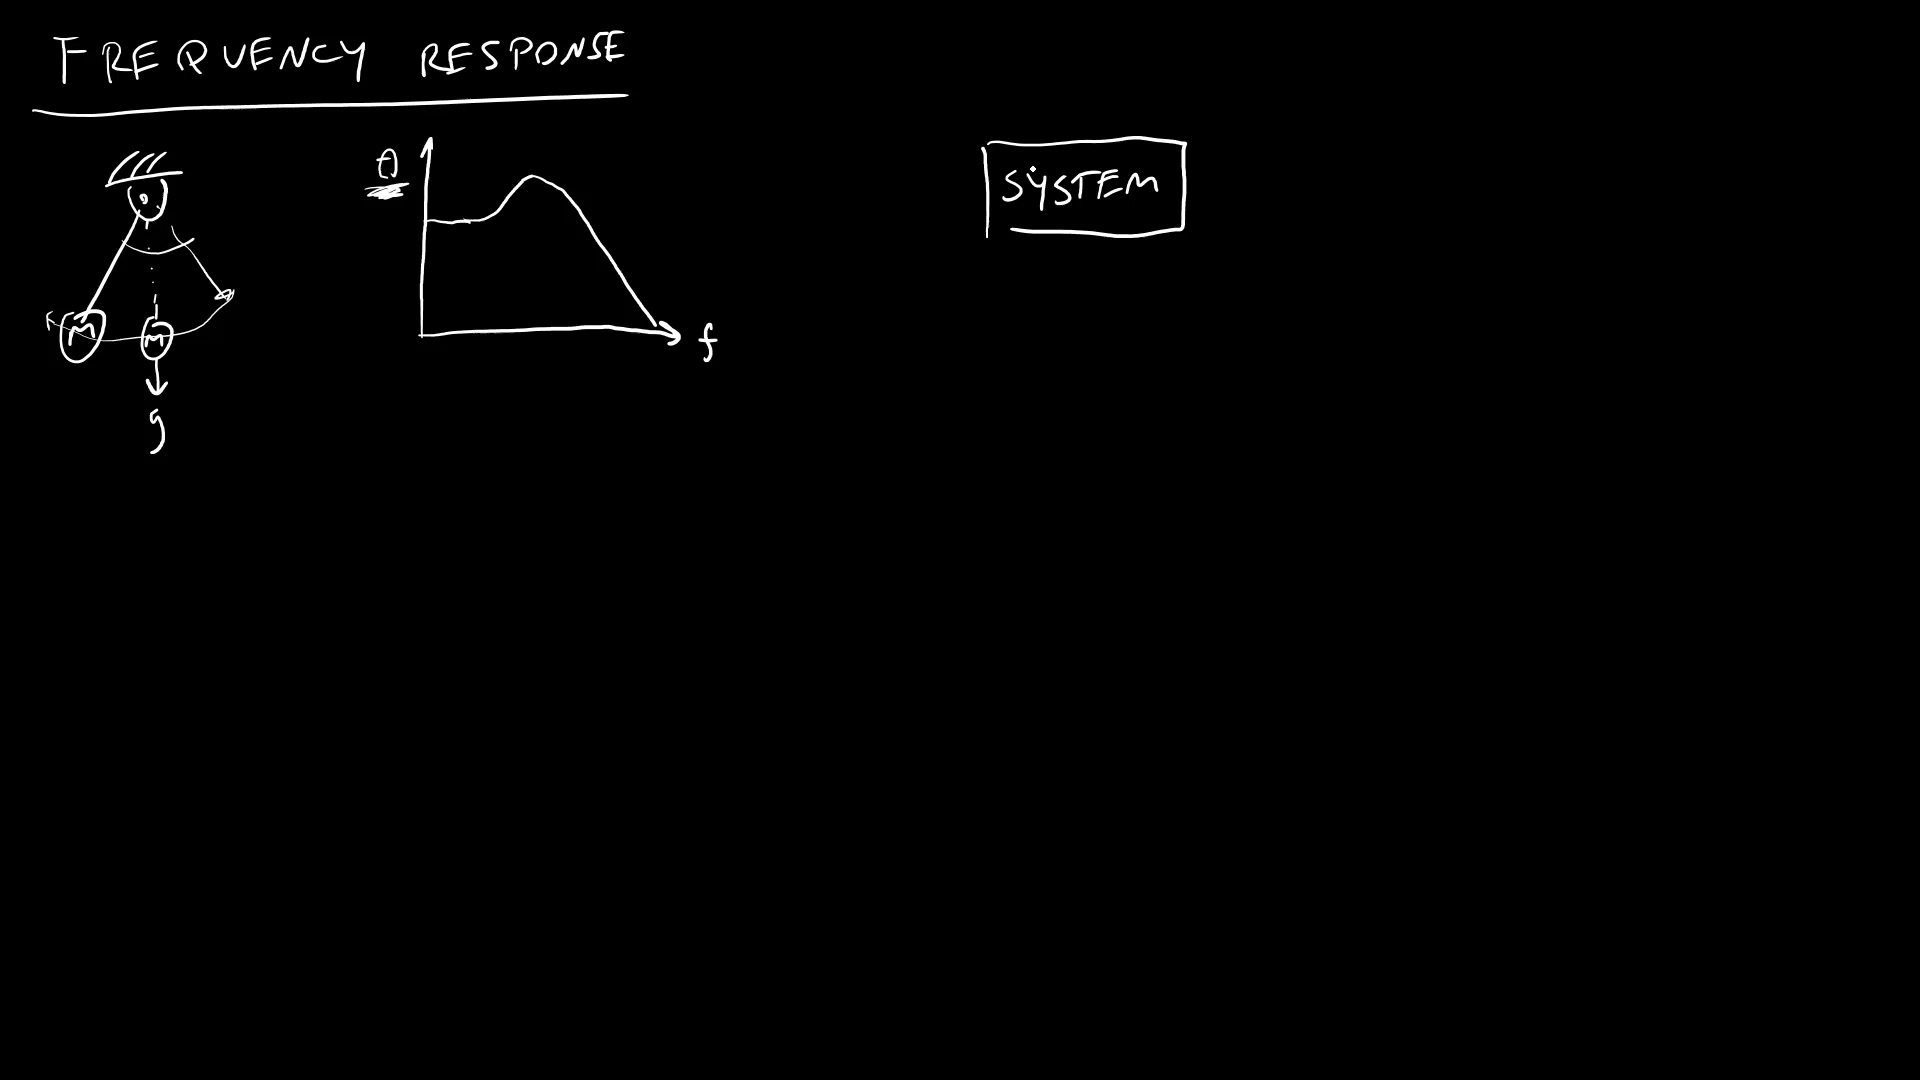 FREQUENCY RESPONSE
θ
SYSTEM
M
M
f
g